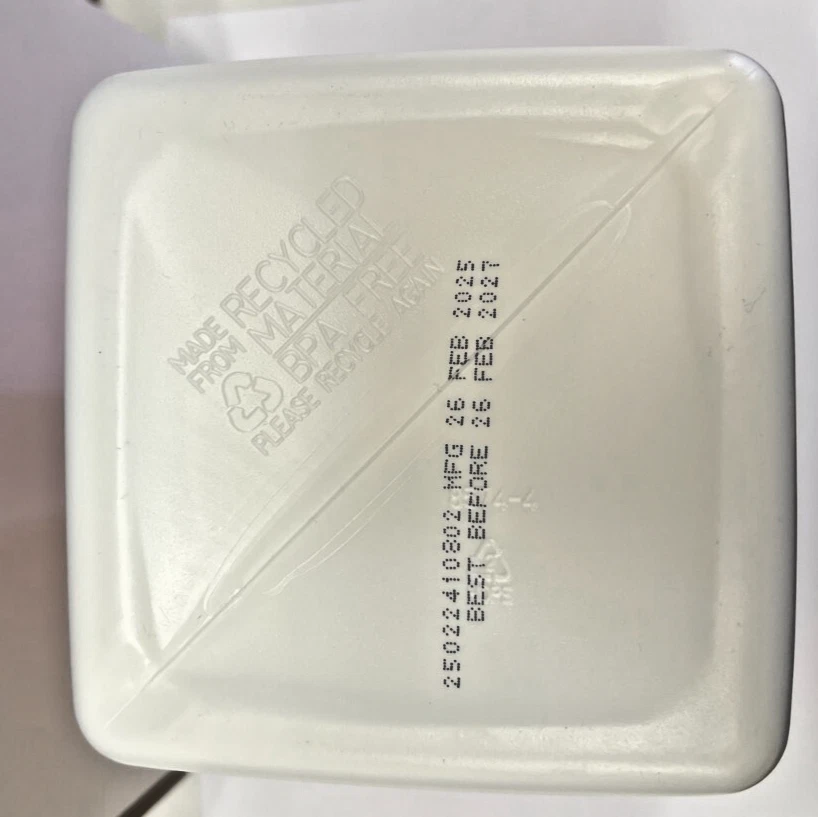 MADE RECYCLED
FROM MATERIAL
BPA FREE
PLEASE RECYCLE AGAIN
25022410802 MFG 26 FEB 2025
BEST BEFORE 26 FEB 2027